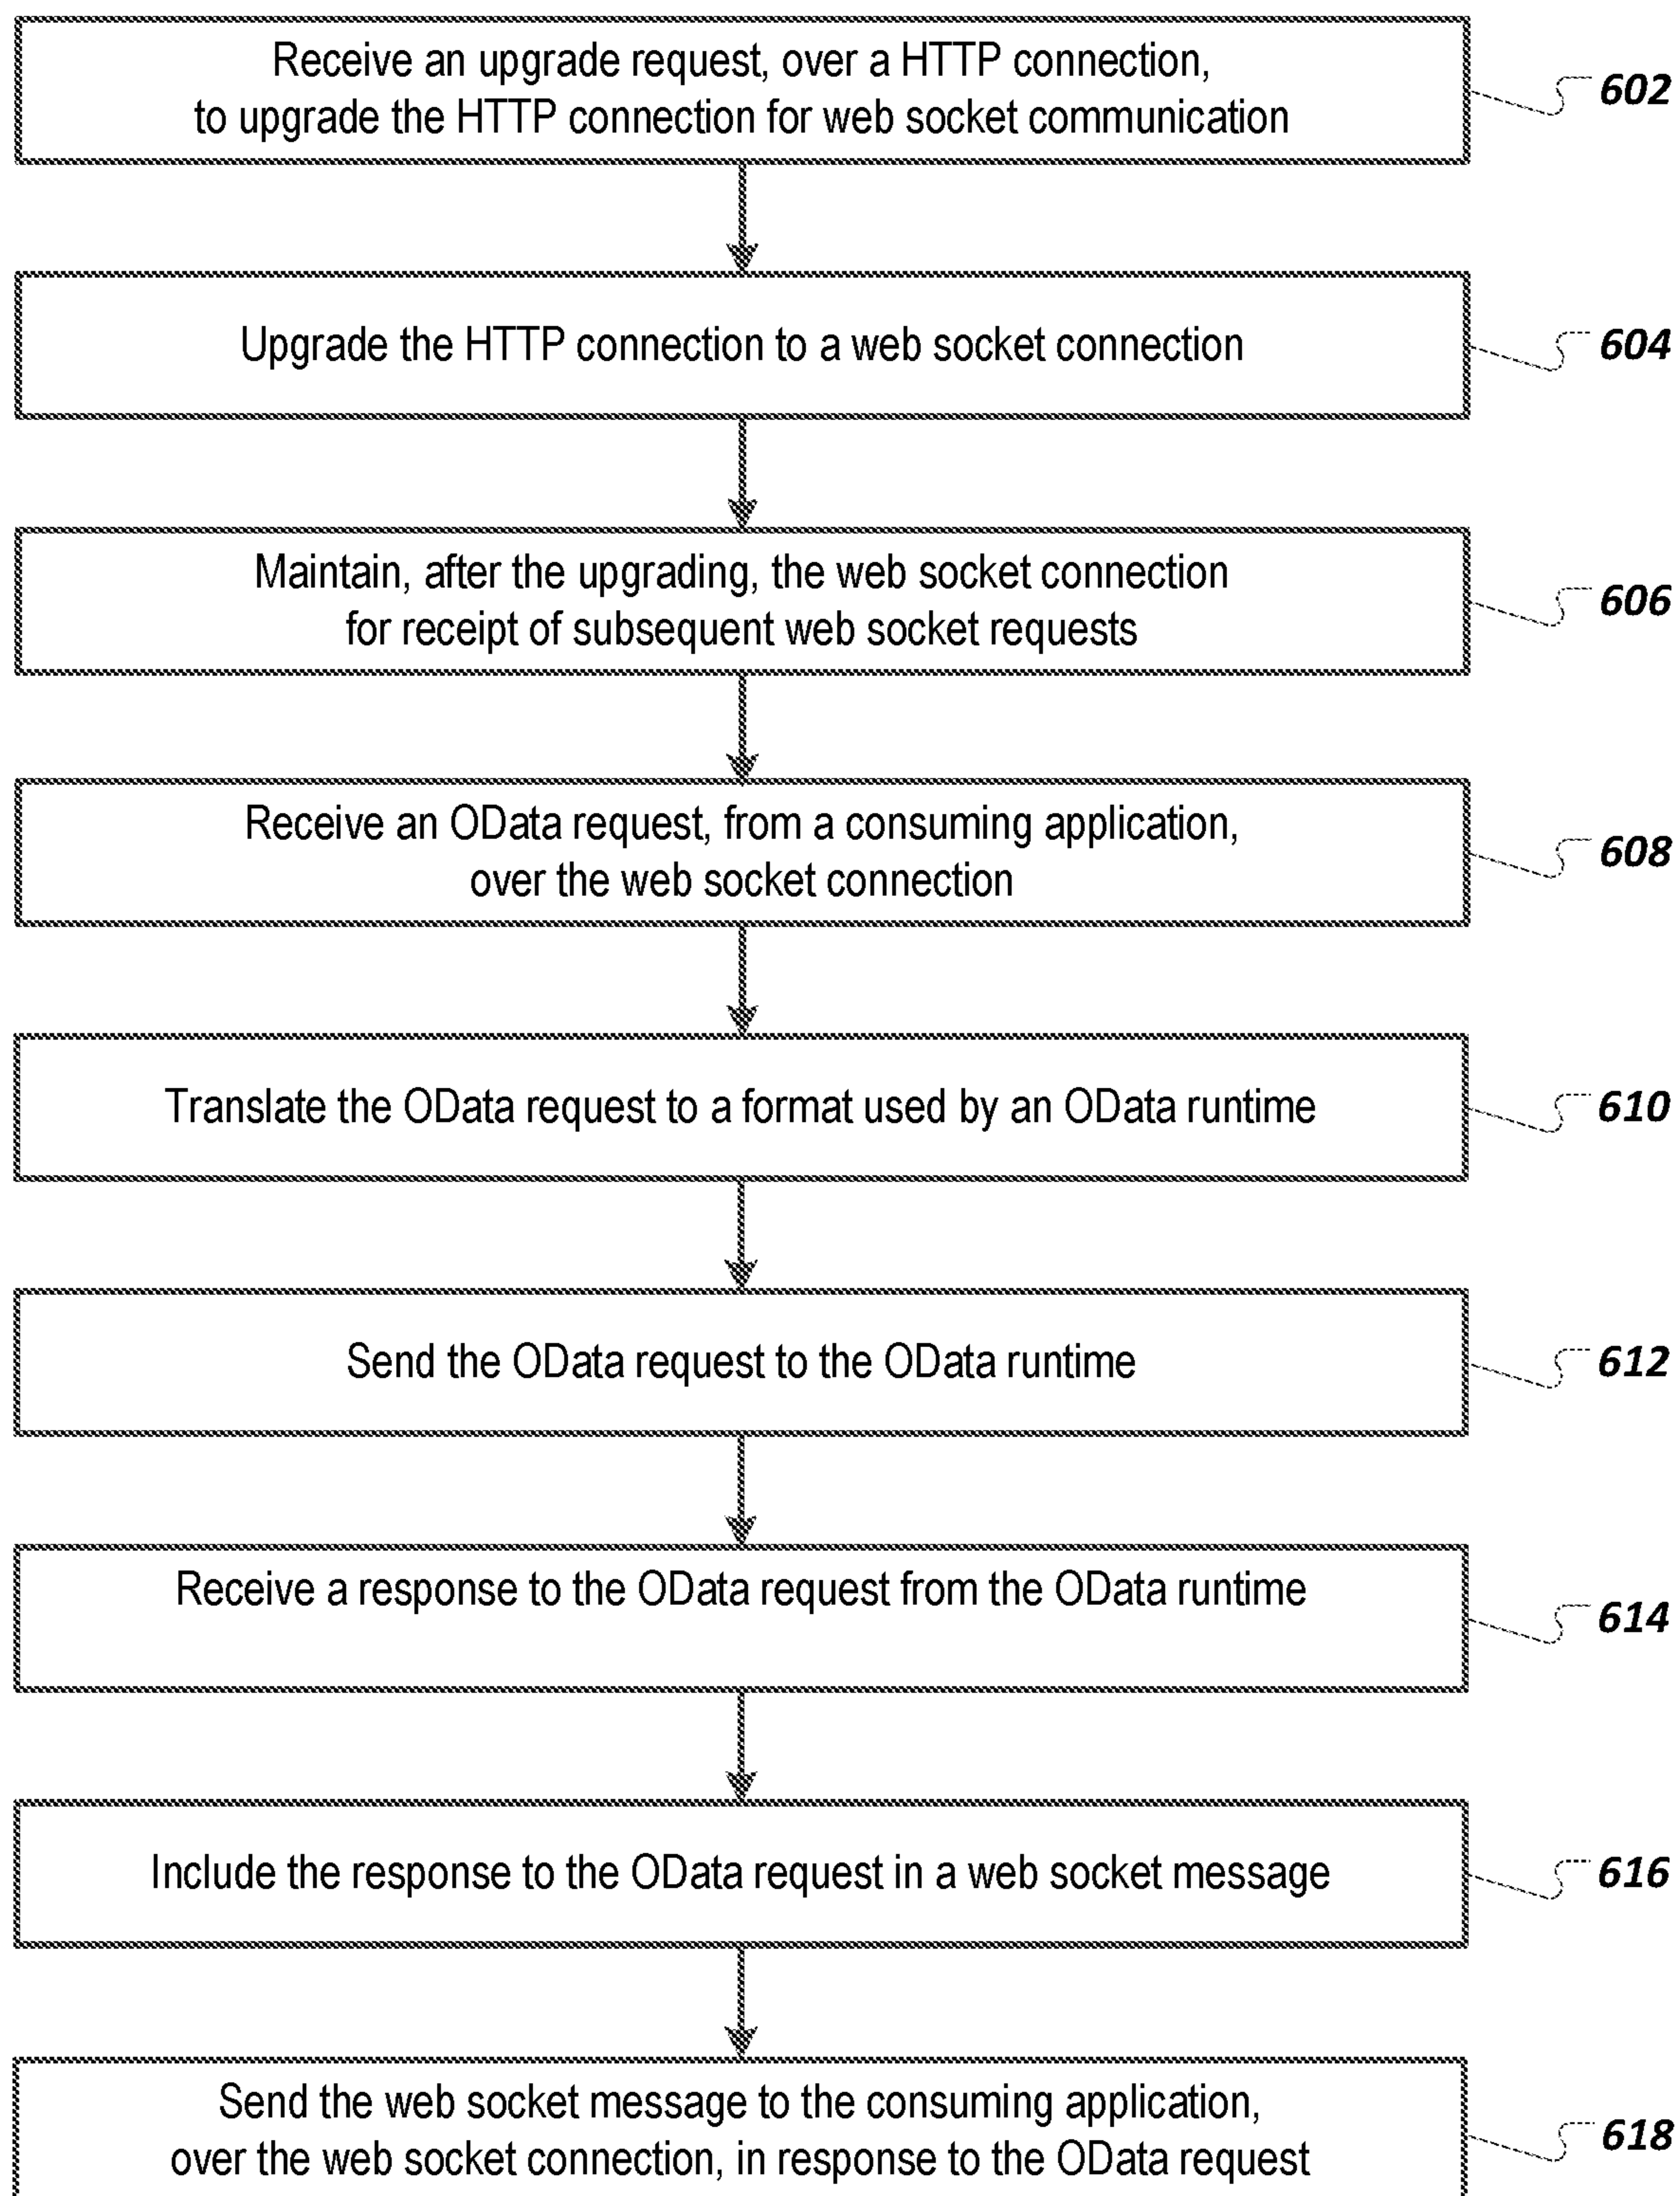 Receive an upgrade request, over a HTTP connection,
to upgrade the HTTP connection for web socket communication
602
Upgrade the HTTP connection to a web socket connection
604
Maintain, after the upgrading, the web socket connection
for receipt of subsequent web socket requests
606
Receive an OData request, from a consuming application,
over the web socket connection
608
Translate the OData request to a format used by an OData runtime
610
Send the OData request to the OData runtime
612
Receive a response to the OData request from the OData runtime
614
Include the response to the OData request in a web socket message
616
Send the web socket message to the consuming application,
over the web socket connection, in response to the OData request
618